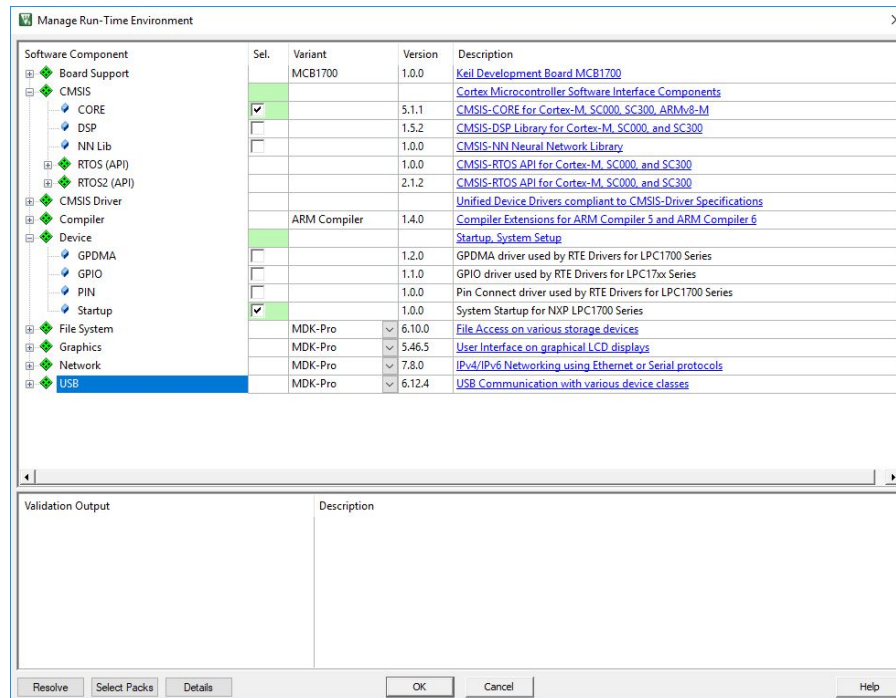 Manage Run-Time Environment
Software Component Sel. Variant Version Description
Board Support MCB1700 1.0.0 Keil Development Board MCB1700
CMSIS Cortex Microcontroller Software Interface Components
CORE 5.1.1 CMSIS-CORE for Cortex-M, SC000, SC300, ARMv8-M
DSP 1.5.2 CMSIS-DSP Library for Cortex-M, SC000, and SC300
NN Lib 1.0.0 CMSIS-NN Neural Network Library
RTOS (API) 1.0.0 CMSIS-RTOS API for Cortex-M, SC000, and SC300
RTOS2 (API) 2.1.2 CMSIS-RTOS API for Cortex-M, SC000, and SC300
CMSIS Driver Unified Device Drivers compliant to CMSIS-Driver Specifications
Compiler ARM Compiler 1.4.0 Compiler Extensions for ARM Compiler 5 and ARM Compiler 6
Device Startup, System Setup
GPDMA 1.2.0 GPDMA driver used by RTE Drivers for LPC1700 Series
GPIO 1.1.0 GPIO driver used by RTE Drivers for LPC17xx Series
PIN 1.0.0 Pin Connect driver used by RTE Drivers for LPC1700 Series
Startup 1.0.0 System Startup for NXP LPC1700 Series
File System MDK-Pro 6.10.0 File Access on various storage devices
Graphics MDK-Pro 5.46.5 User Interface on graphical LCD displays
Network MDK-Pro 7.8.0 IPv4/IPv6 Networking using Ethernet or Serial protocols
USB MDK-Pro 6.12.4 USB Communication with various device classes
Validation Output Description
Resolve Select Packs Details OK Cancel Help